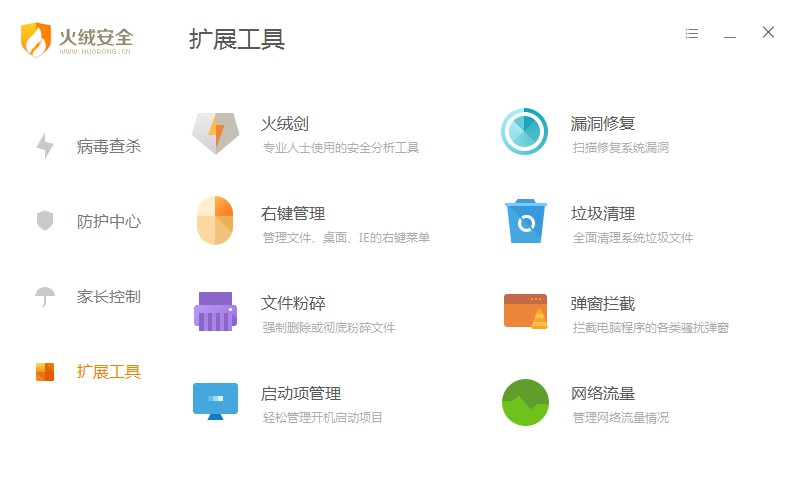 火绒安全
WWW.HUORONG.CN
扩展工具
病毒查杀
防护中心
家长控制
扩展工具
火绒剑
专业人士使用的安全分析工具
漏洞修复
扫描修复系统漏洞
右键管理
管理文件、桌面、IE的右键菜单
垃圾清理
全面清理系统垃圾文件
文件粉碎
强制删除或彻底粉碎文件
弹窗拦截
拦截电脑程序的各类骚扰弹窗
启动项管理
轻松管理开机启动项目
网络流量
管理网络流量情况